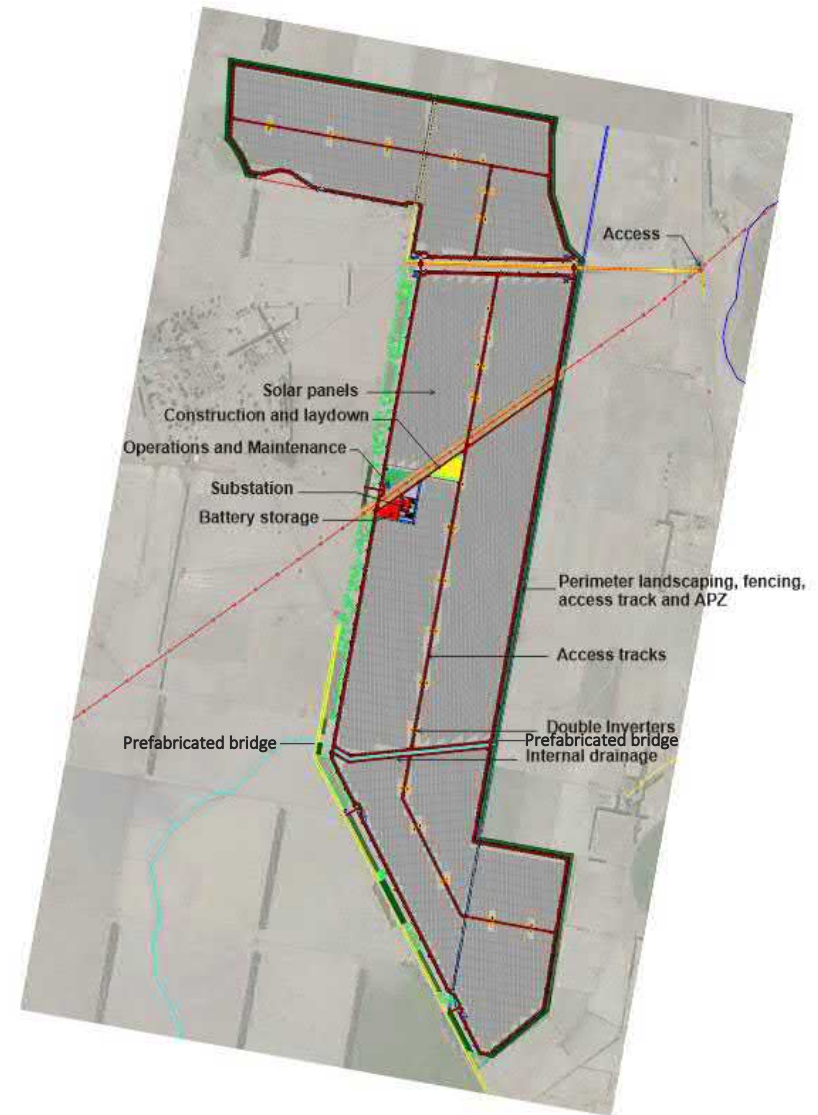 Access
Solar panels
Construction and laydown
Operations and Maintenance
Substation
Battery storage
Perimeter landscaping, fencing,
access track and APZ
Access tracks
Double Inverters
Prefabricated bridge
Prefabricated bridge
Internal drainage